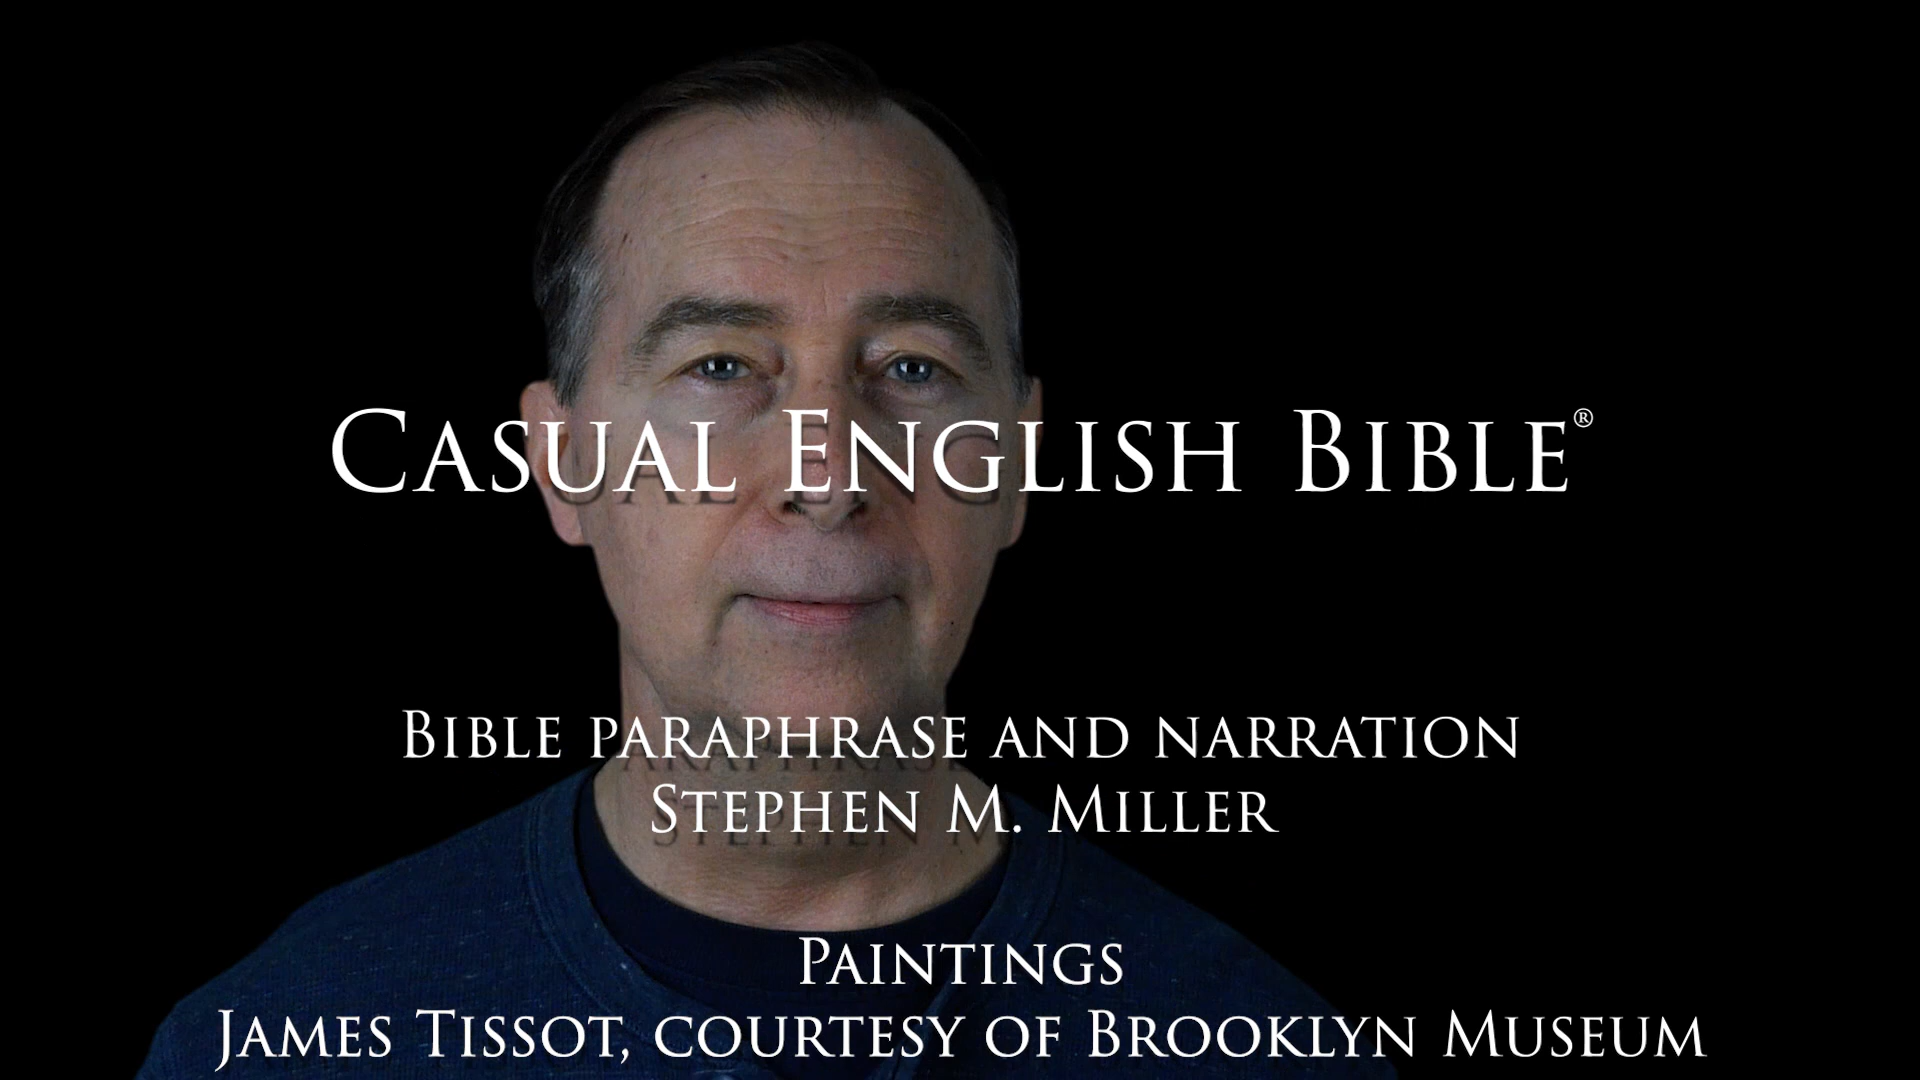 Casual English Bible®
Bible paraphrase and narration
Stephen M. Miller
Paintings
James Tissot, courtesy of Brooklyn Museum